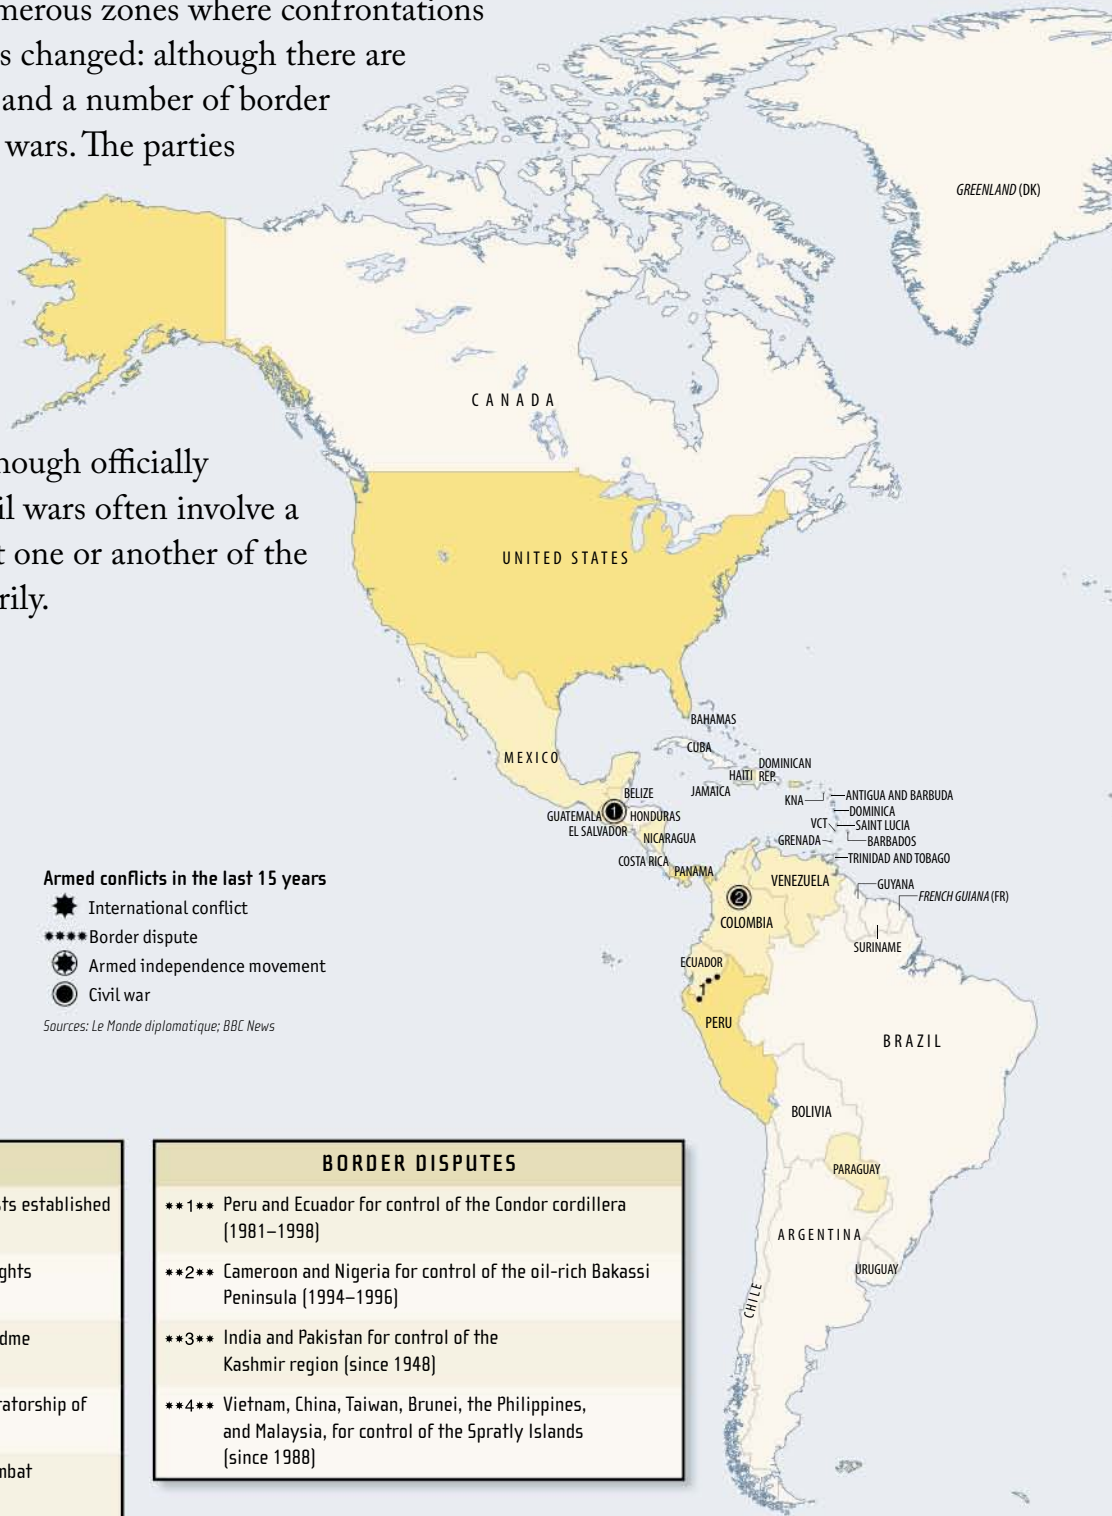 merous zones where confrontations
s changed: although there are
and a number of border
wars. The parties
GREENLAND (DK)
CANADA
hough officially
il wars often involve a
t one or another of the
rily.
UNITED STATES
BAHAMAS
CUBA
MEXICO
DOMINICAN
REP.
HAITI
JAMAICA
BELIZE
KNA
ANTIGUA AND BARBUDA
DOMINICA
GUATEMALA
1
HONDURAS
VCT
SAINT LUCIA
EL SALVADOR
NICARAGUA
GRENADA
BARBADOS
COSTA RICA
TRINIDAD AND TOBAGO
PANAMA
VENEZUELA
GUYANA
2
FRENCH GUIANA (FR)
COLOMBIA
SURINAME
ECUADOR
1
PERU
BRAZIL
BOLIVIA
PARAGUAY
ARGENTINA
URUGUAY
CHILE
Armed conflicts in the last 15 years
International conflict
Border dispute
Armed independence movement
Civil war
Sources: Le Monde diplomatique; BBC News
sts established
ghts
dme
ratorship of
mbat
BORDER DISPUTES
**1** Peru and Ecuador for control of the Condor cordillera
(1981–1998)
**2** Cameroon and Nigeria for control of the oil-rich Bakassi
Peninsula (1994–1996)
**3** India and Pakistan for control of the
Kashmir region (since 1948)
**4** Vietnam, China, Taiwan, Brunei, the Philippines,
and Malaysia, for control of the Spratly Islands
(since 1988)